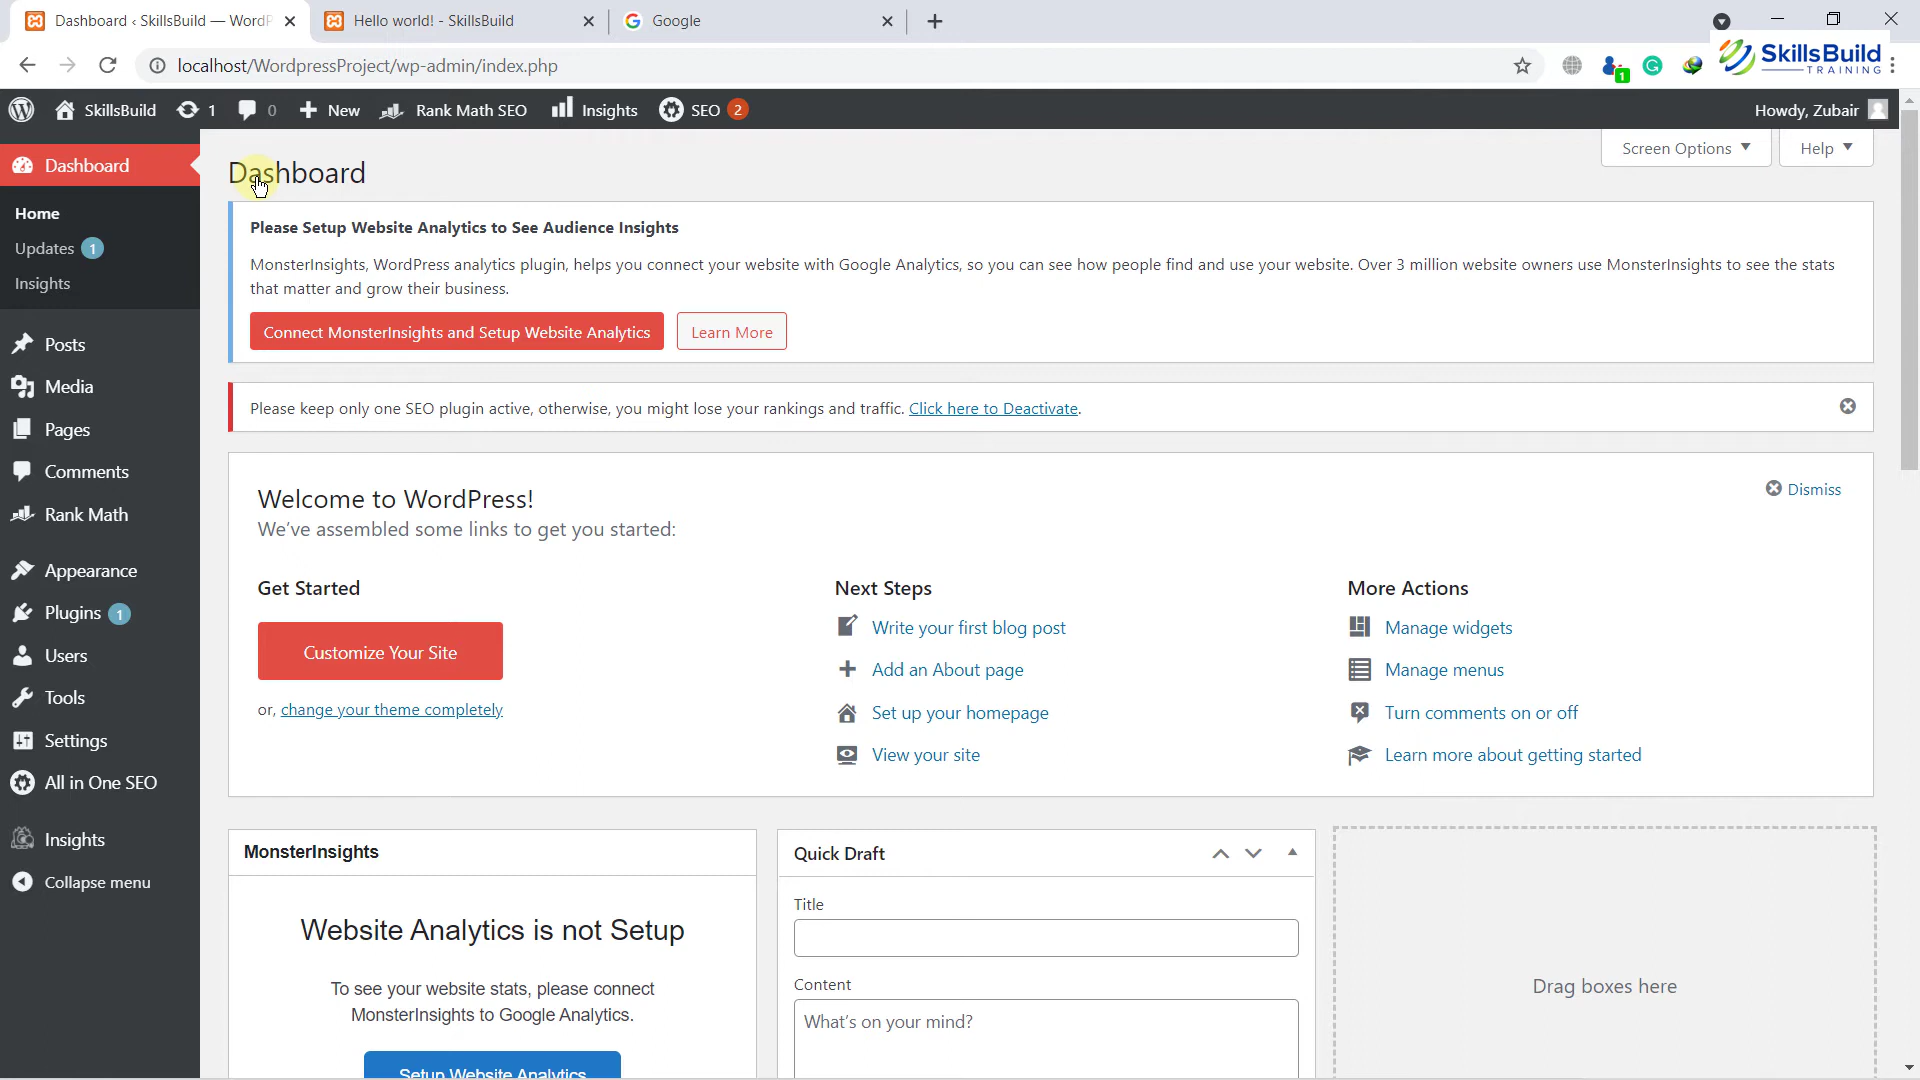 Dashboard ‹ SkillsBuild — WordP
Hello world! - SkillsBuild
Google
localhost/WordpressProject/wp-admin/index.php
1
SkillsBuild
TRAINING
SkillsBuild
1
0
New
Rank Math SEO
Insights
SEO
2
Howdy, Zubair
Dashboard
Home
Updates 1
Insights
Posts
Media
Pages
Comments
Rank Math
Appearance
Plugins 1
Users
Tools
Settings
All in One SEO
Insights
Collapse menu
Screen Options
Help
Dashboard
Please Setup Website Analytics to See Audience Insights
MonsterInsights, WordPress analytics plugin, helps you connect your website with Google Analytics, so you can see how people find and use your website. Over 3 million website owners use MonsterInsights to see the stats
that matter and grow their business.
Connect MonsterInsights and Setup Website Analytics
Learn More
Please keep only one SEO plugin active, otherwise, you might lose your rankings and traffic. Click here to Deactivate.
Welcome to WordPress!
Dismiss
We've assembled some links to get you started:
Get Started
Customize Your Site
or, change your theme completely
Next Steps
Write your first blog post
Add an About page
Set up your homepage
View your site
More Actions
Manage widgets
Manage menus
Turn comments on or off
Learn more about getting started
MonsterInsights
Website Analytics is not Setup
To see your website stats, please connect
MonsterInsights to Google Analytics.
Setup Website Analytics
Quick Draft
Title
Content
What's on your mind?
Drag boxes here